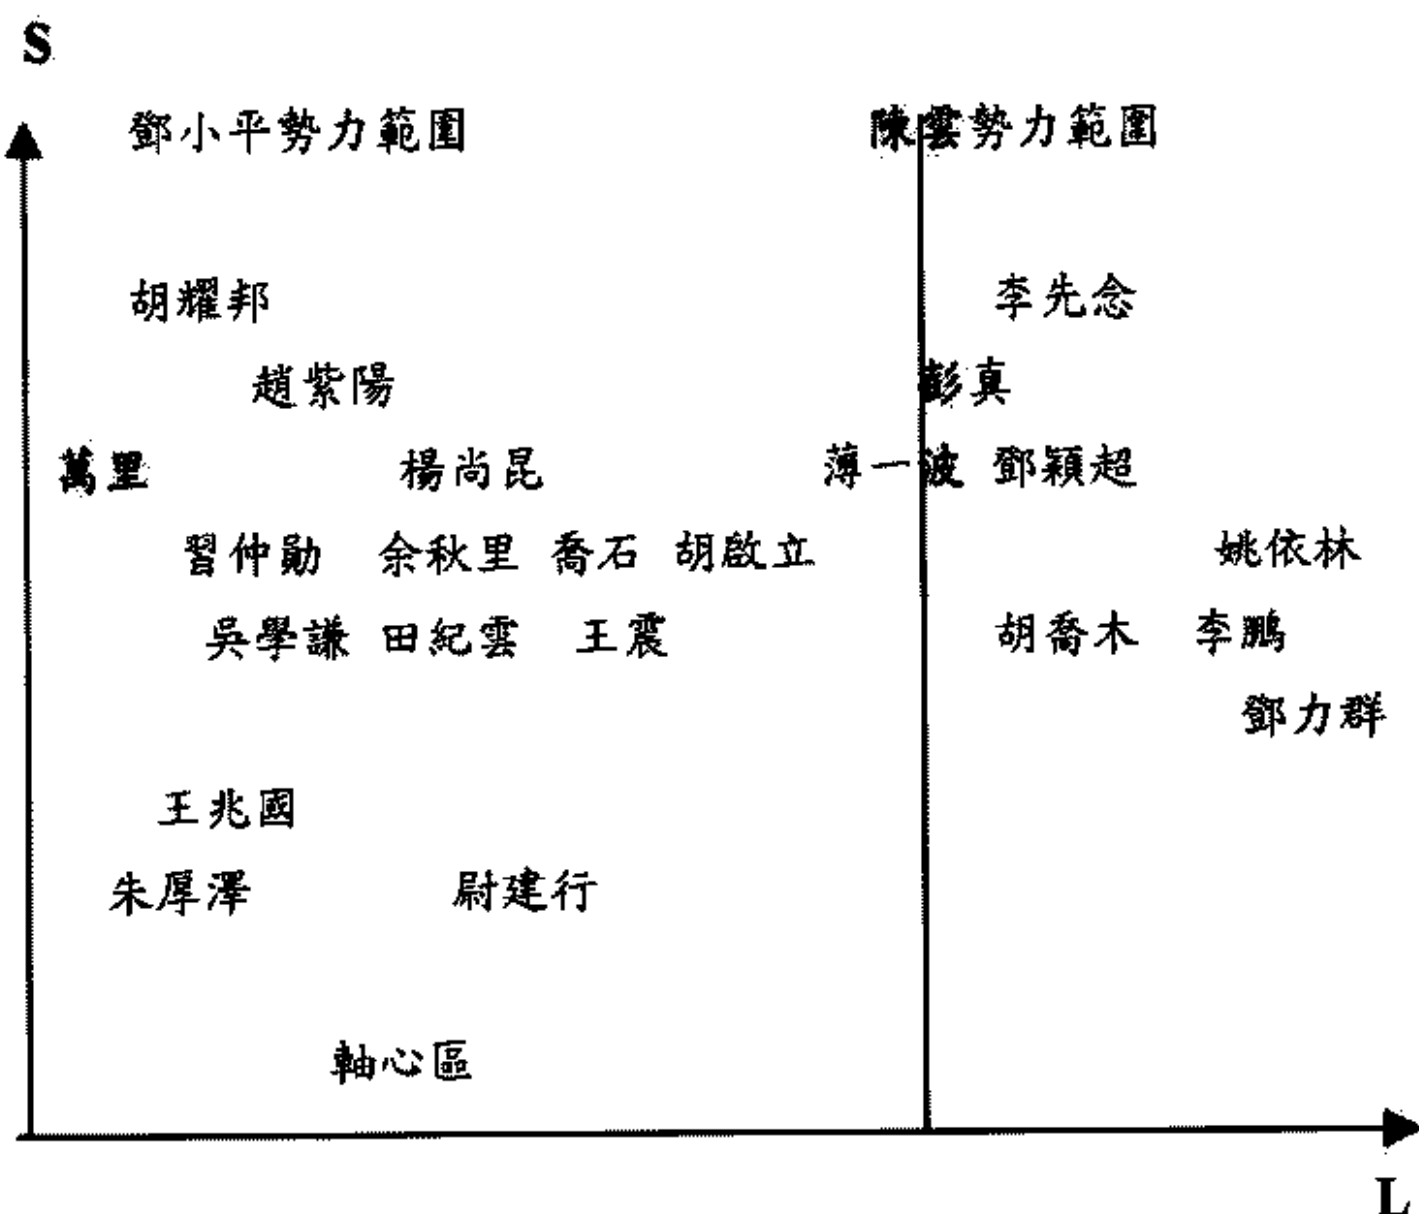 S
鄧小平勢力範圍 陳雲勢力範圍
胡耀邦 李先念
趙紫陽 彭真
萬里 楊尚昆 薄一波 鄧穎超
習仲勛 余秋里 喬石 胡啟立 姚依林
吳學謙 田紀雲 王震 胡喬木 李鵬
鄧力群
王兆國
朱厚澤 尉建行
軸心區
L